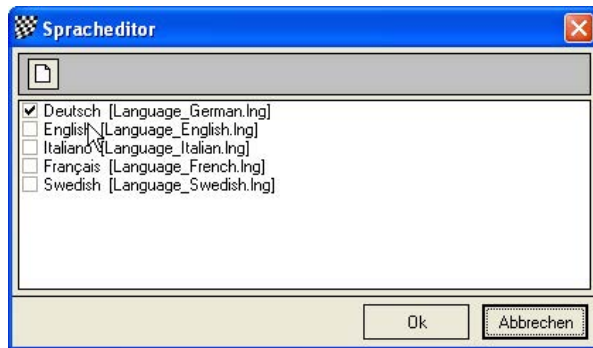 Spracheditor
Deutsch [Language_German.lng]
English [Language_English.lng]
Italiano [Language_Italian.lng]
Français [Language_French.lng]
Swedish [Language_Swedish.lng]
Ok
Abbrechen